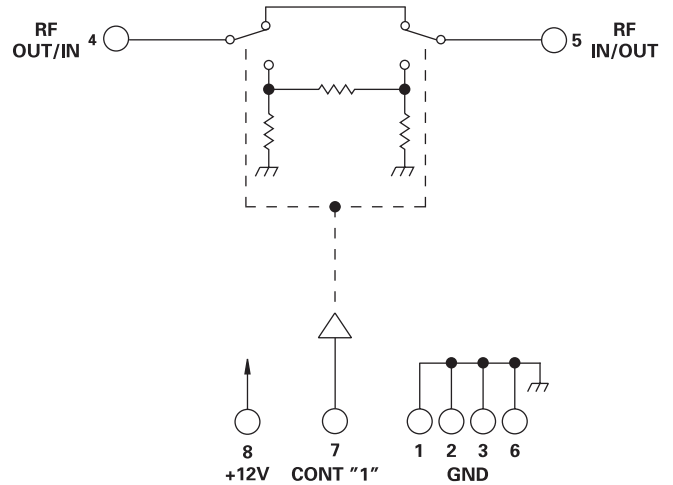 RF
OUT/IN 4
5 RF
IN/OUT
8 7 1 2 3 6
+12V CONT "1" GND